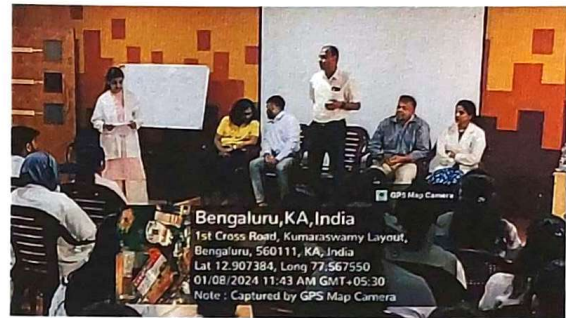 GPS Map Camera
Bengaluru,KA,India
1st Cross Road, Kumaraswamy Layout,
Bengaluru, 560111, KA, India
Lat 12.907384, Long 77.567550
01/08/2024 11:43 AM GMT+05:30
Note : Captured by GPS Map Camera